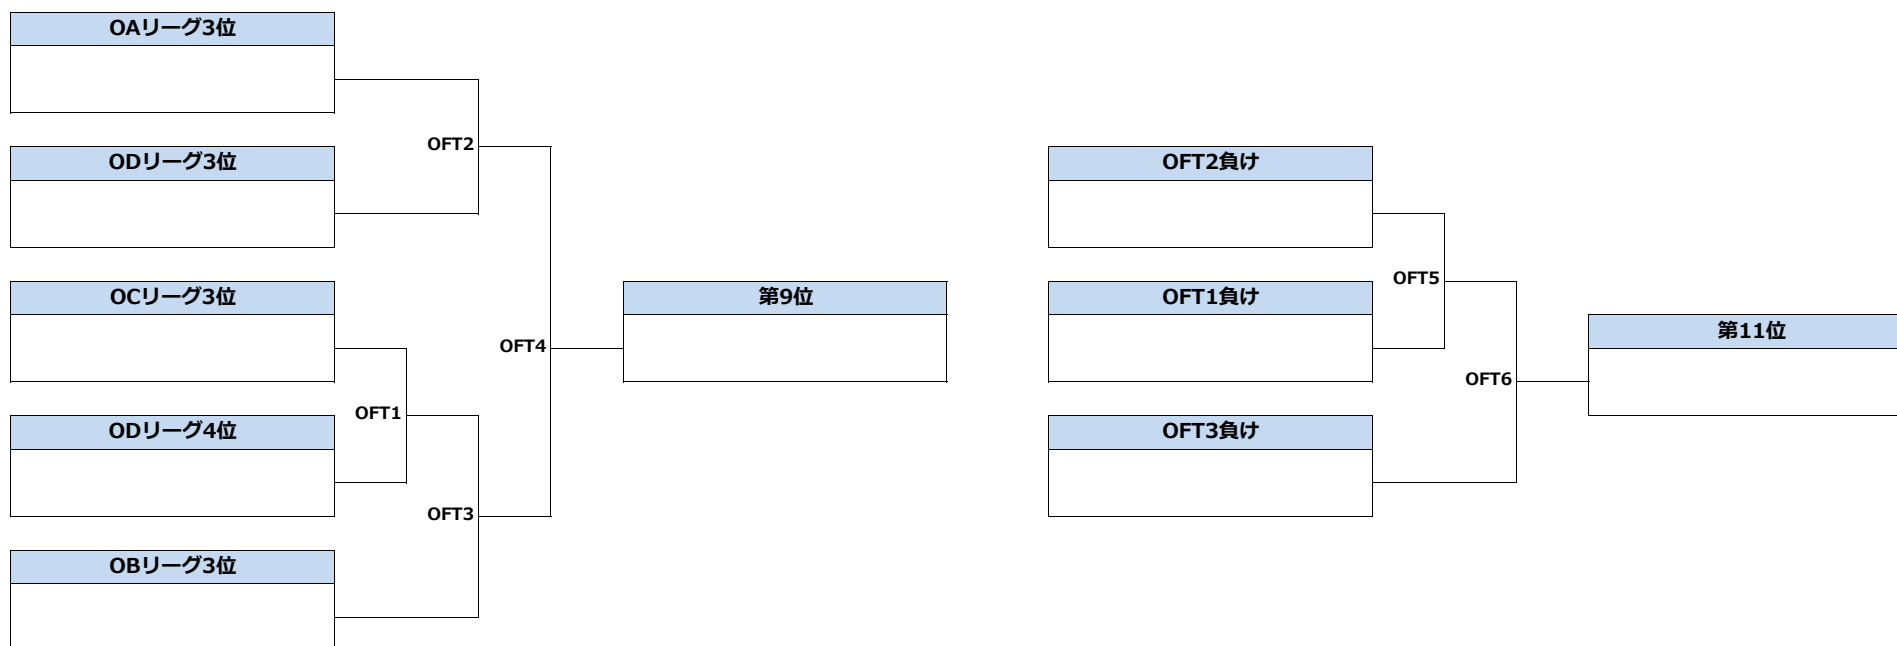 OAリーグ3位
OFT2
ODリーグ3位
OCリーグ3位
OFT1
ODリーグ4位
OFT3
OBリーグ3位
OFT4
第9位
OFT2負け
OFT5
OFT1負け
OFT6
OFT3負け
第11位